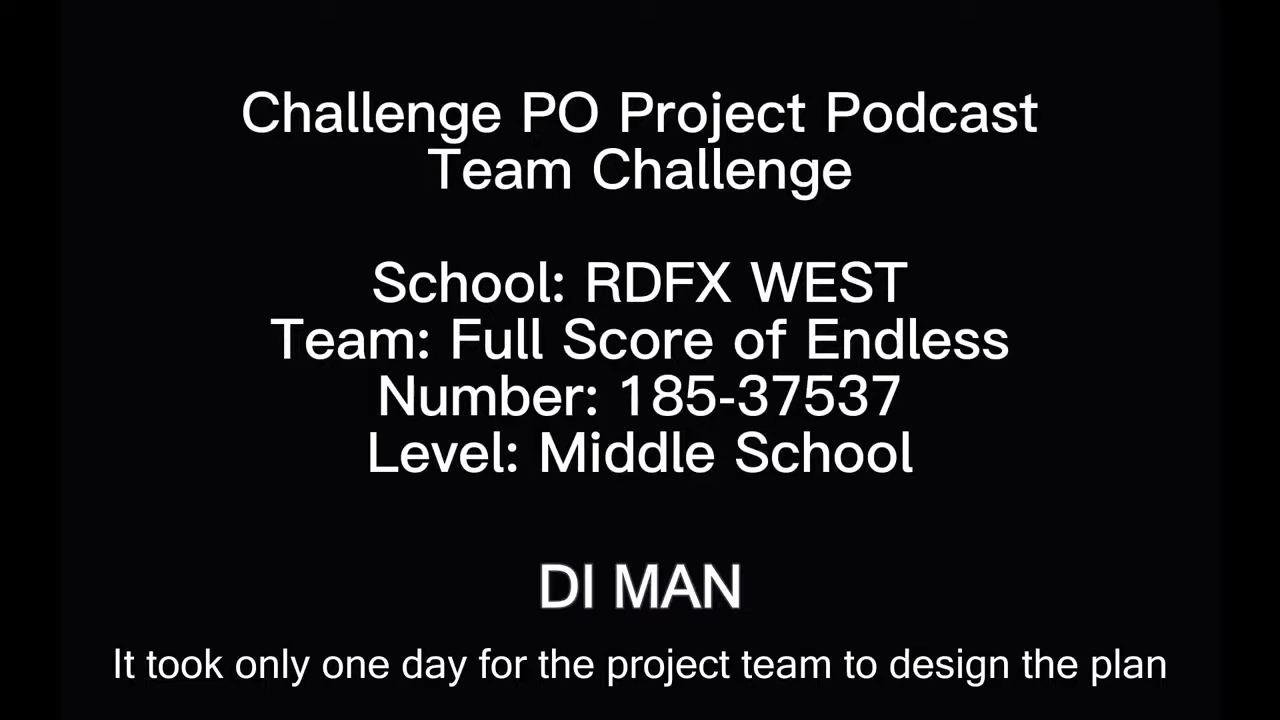 Challenge PO Project Podcast
Team Challenge
School: RDFX WEST
Team: Full Score of Endless
Number: 185-37537
Level: Middle School
DI MAN
It took only one day for the project team to design the plan